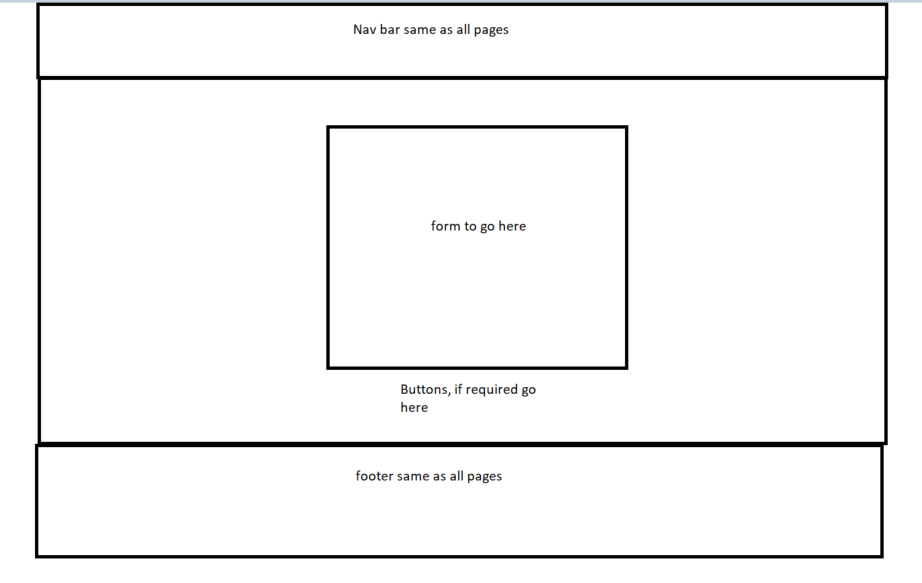 Nav bar same as all pages
form to go here
Buttons, if required go
here
footer same as all pages